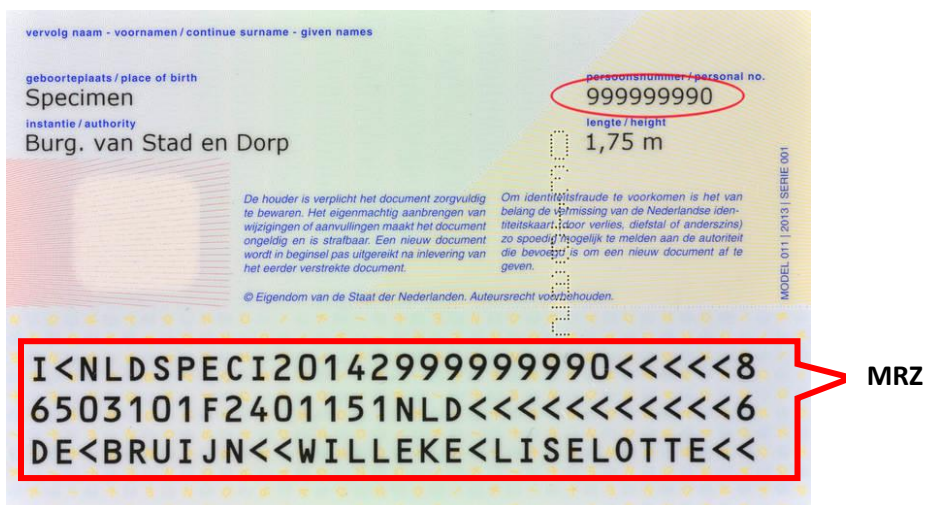 vervolg naam - voornamen / continue surname - given names
geboorteplaats / place of birth
Specimen
persoonsnummer / personal no.
999999990
instantie / authority
Burg. van Stad en Dorp
lengte / height
1,75 m
De houder is verplicht het document zorgvuldig
te bewaren. Het eigenmachtig aanbrengen van
wijzigingen of aanvullingen maakt het document
ongeldig en is strafbaar. Een nieuw document
wordt in beginsel pas uitgereikt na inlevering van
het eerder verstrekte document.
Om identiteitsfraude te voorkomen is het van
belang de vermissing van de Nederlandse iden-
titeitskaart (door verlies, diefstal of anderszins)
zo spoedig mogelijk te melden aan de autoriteit
die bevoegd is om een nieuw document af te
geven.
© Eigendom van de Staat der Nederlanden. Auteursrecht voorbehouden.
MODEL 011 | 2013 | SERIE 001
I<NLDSPECI20142999999990<<<<<8
6503101F2401151NLD<<<<<<<<<<<6
DE<BRUIJN<<WILLEKE<LISELOTTE<<
MRZ